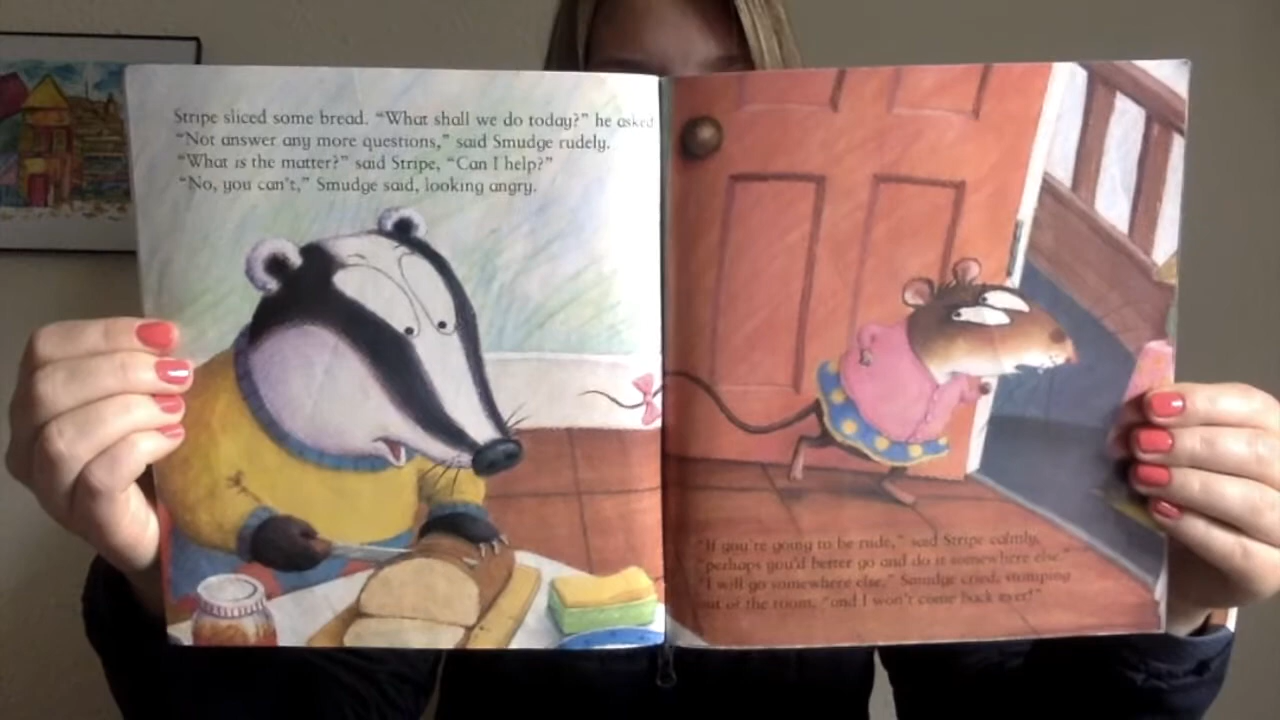 Stripe sliced some bread. “What shall we do today?” he asked
“Not answer any more questions,” said Smudge rudely.
“What is the matter?” said Stripe, “Can I help?”
“No, you can’t,” Smudge said, looking angry.
“If you’re going to be rude,” said Stripe calmly,
“perhaps you’d better go and do it somewhere else.”
“I will go somewhere else,” Smudge cried, stomping
out of the room, “and I won’t come back ever!”